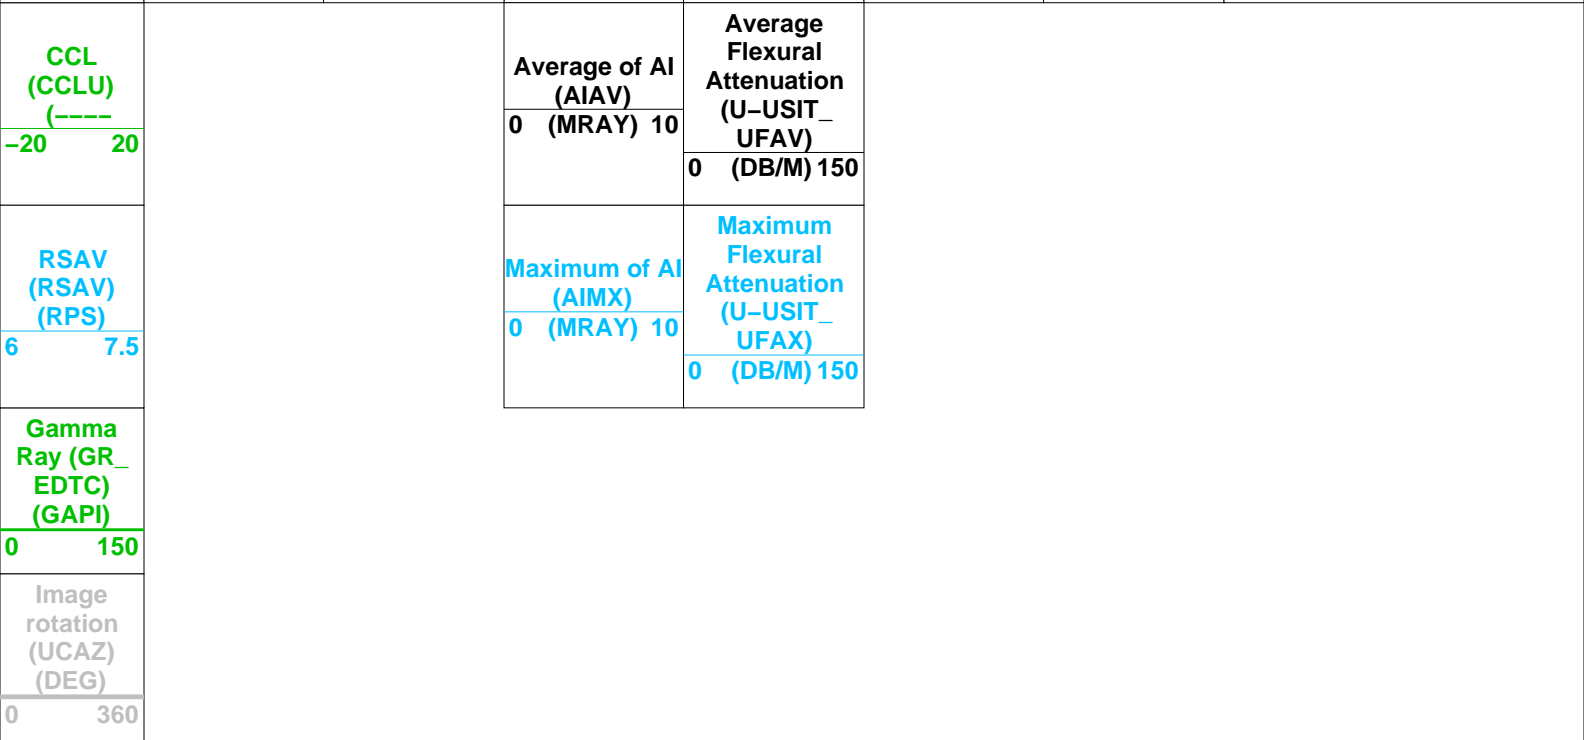 CCL
(CCLU)
(----
-20 20
Average of AI
(AIAV)
0 (MRAY) 10
Average
Flexural
Attenuation
(U-USIT_
UFAV)
0 (DB/M) 150
RSAV
(RSAV)
(RPS)
6 7.5
Maximum of AI
(AIMX)
0 (MRAY) 10
Maximum
Flexural
Attenuation
(U-USIT_
UFAX)
0 (DB/M) 150
Gamma
Ray (GR_
EDTC)
(GAPI)
0 150
Image
rotation
(UCAZ)
(DEG)
0 360